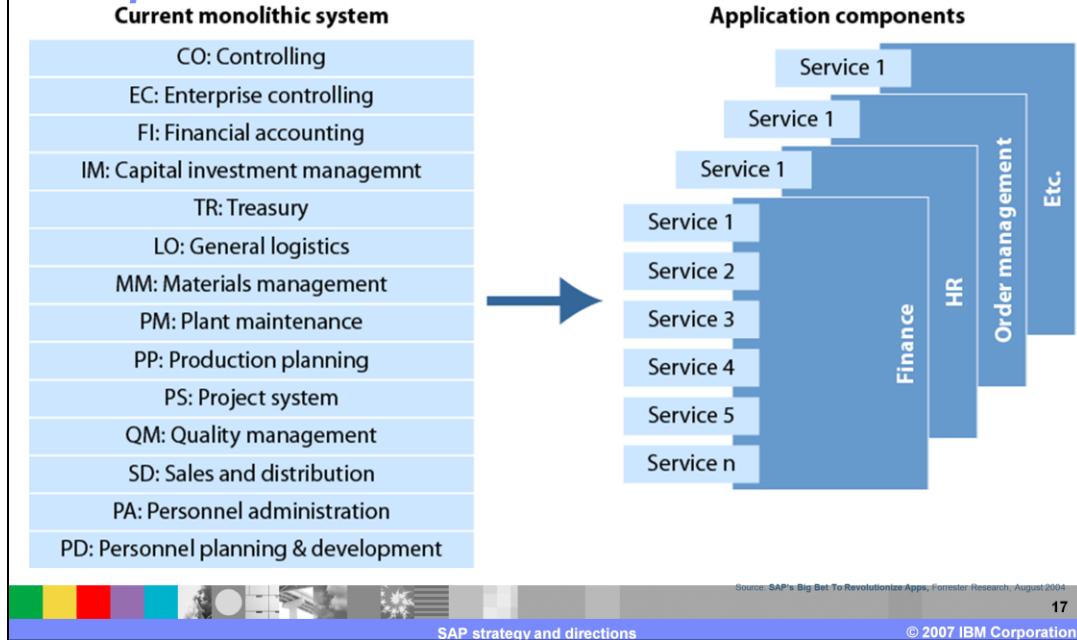 Current monolithic system
CO: Controlling
EC: Enterprise controlling
FI: Financial accounting
IM: Capital investment managemnt
TR: Treasury
LO: General logistics
MM: Materials management
PM: Plant maintenance
PP: Production planning
PS: Project system
QM: Quality management
SD: Sales and distribution
PA: Personnel administration
PD: Personnel planning & development
Application components
Service 1
Service 1
Service 1
Service 1
Service 2
Service 3
Service 4
Service 5
Service n
Finance
HR
Order management
Etc.
Source: SAP's Big Bet To Revolutionize Apps, Forrester Research, August 2004
17
SAP strategy and directions
© 2007 IBM Corporation